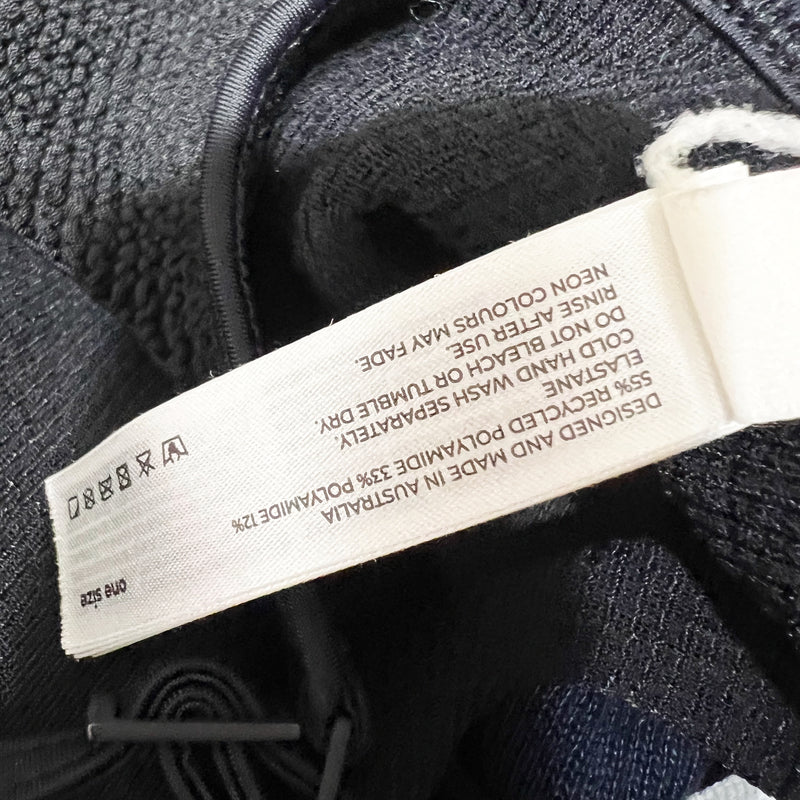 DESIGNED AND MADE IN AUSTRALIA
55% RECYCLED POLYAMIDE 33% POLYAMIDE 12%
ELASTANE
COLD HAND WASH SEPARATELY.
DO NOT BLEACH OR TUMBLE DRY.
RINSE AFTER USE.
NEON COLOURS MAY FADE.
one size